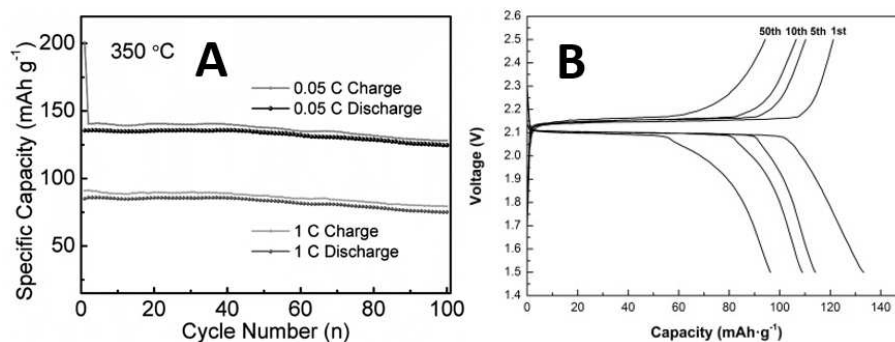 350 °C
A
0.05 C Charge
0.05 C Discharge
1 C Charge
1 C Discharge
200
150
100
50
0
Specific Capacity (mAh g⁻¹)
0 20 40 60 80 100
Cycle Number (n)
B
50th 10th 5th 1st
2.6
2.5
2.4
2.3
2.2
2.1
2.0
1.9
1.8
1.7
1.6
1.5
1.4
Voltage (V)
0 20 40 60 80 100 120 140
Capacity (mAh·g⁻¹)